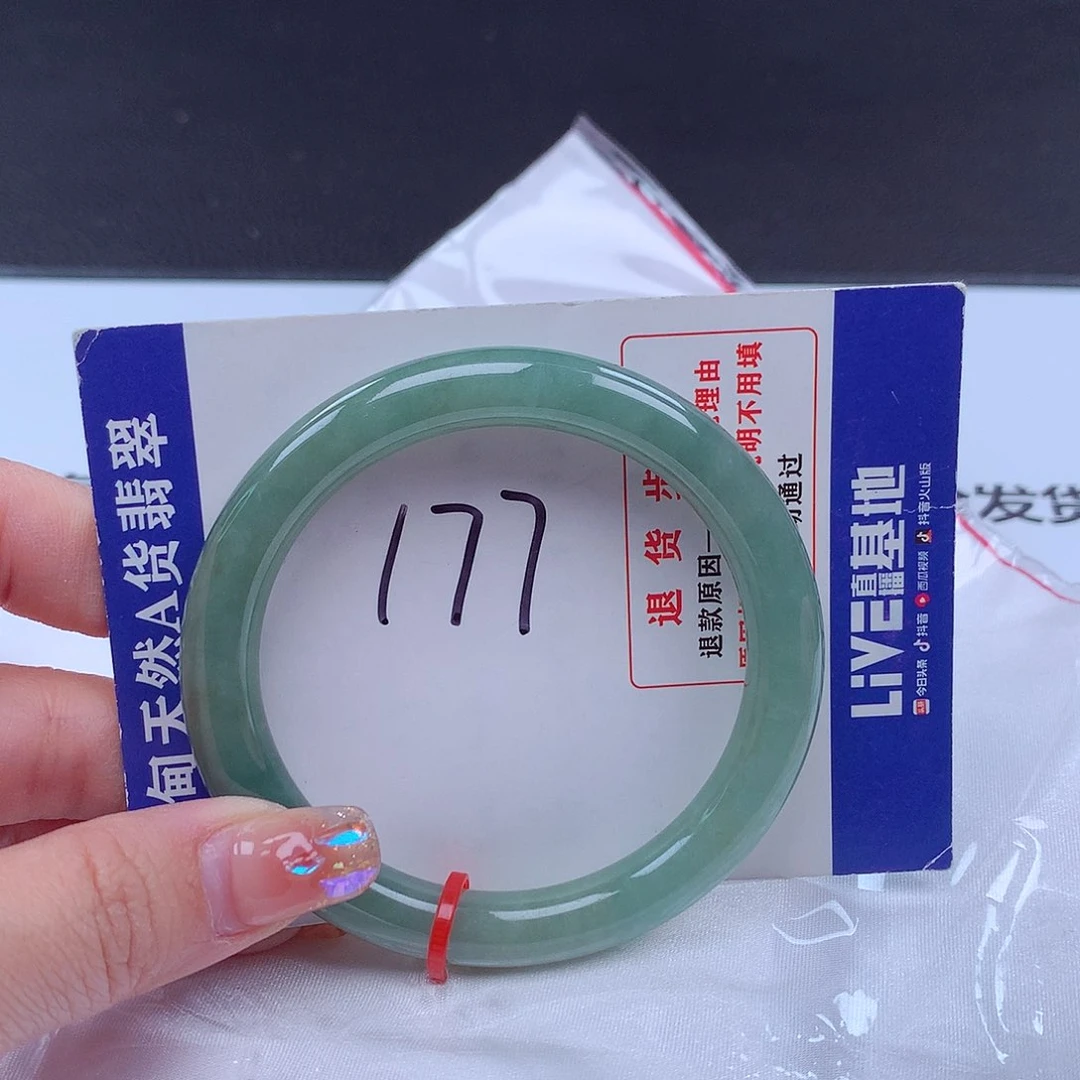 甸天然A货翡翠
177
退货步
退款原因一
理由
明不用填
通过
LiVE直播基地
今日头条 抖音 西瓜视频 抖音火山版
发货